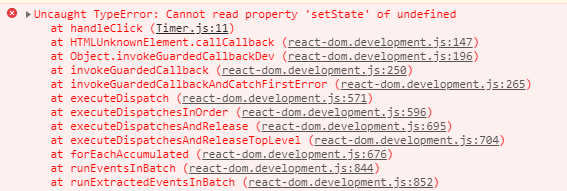 Uncaught TypeError: Cannot read property 'setState' of undefined
at handleClick (Timer.js:11)
at HTMLUnknownElement.callCallback (react-dom.development.js:147)
at Object.invokeGuardedCallbackDev (react-dom.development.js:196)
at invokeGuardedCallback (react-dom.development.js:250)
at invokeGuardedCallbackAndCatchFirstError (react-dom.development.js:265)
at executeDispatch (react-dom.development.js:571)
at executeDispatchesInOrder (react-dom.development.js:596)
at executeDispatchesAndRelease (react-dom.development.js:695)
at executeDispatchesAndReleaseTopLevel (react-dom.development.js:704)
at forEachAccumulated (react-dom.development.js:676)
at runEventsInBatch (react-dom.development.js:844)
at runExtractedEventsInBatch (react-dom.development.js:852)